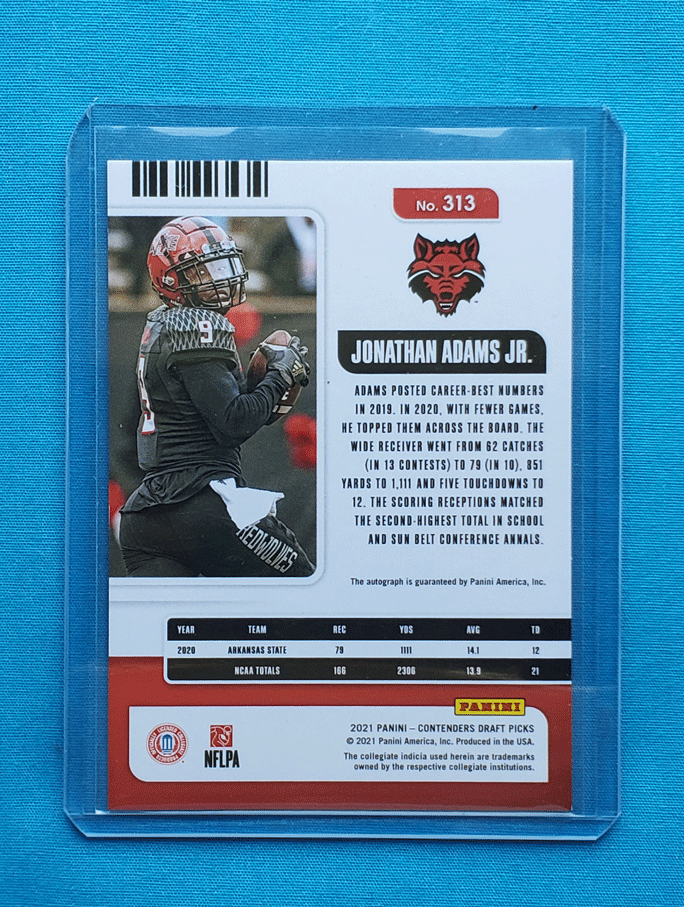 No. 313
9
9
REDWOLVES
JONATHAN ADAMS JR.
ADAMS POSTED CAREER-BEST NUMBERS
IN 2019. IN 2020, WITH FEWER GAMES,
HE TOPPED THEM ACROSS THE BOARD. THE
WIDE RECEIVER WENT FROM 62 CATCHES
(IN 13 CONTESTS) TO 79 (IN 10), 851
YARDS TO 1,111 AND FIVE TOUCHDOWNS TO
12. THE SCORING RECEPTIONS MATCHED
THE SECOND-HIGHEST TOTAL IN SCHOOL
AND SUN BELT CONFERENCE ANNALS.
The autograph is guaranteed by Panini America, Inc.
YEAR TEAM REC YDS AVG TD
2020 ARKANSAS STATE 79 1111 14.1 12
NCAA TOTALS 166 2306 13.9 21
PANINI
2021 PANINI – CONTENDERS DRAFT PICKS
© 2021 Panini America, Inc. Produced in the USA.
The collegiate indicia used herein are trademarks
owned by the respective collegiate institutions.
NFLPA